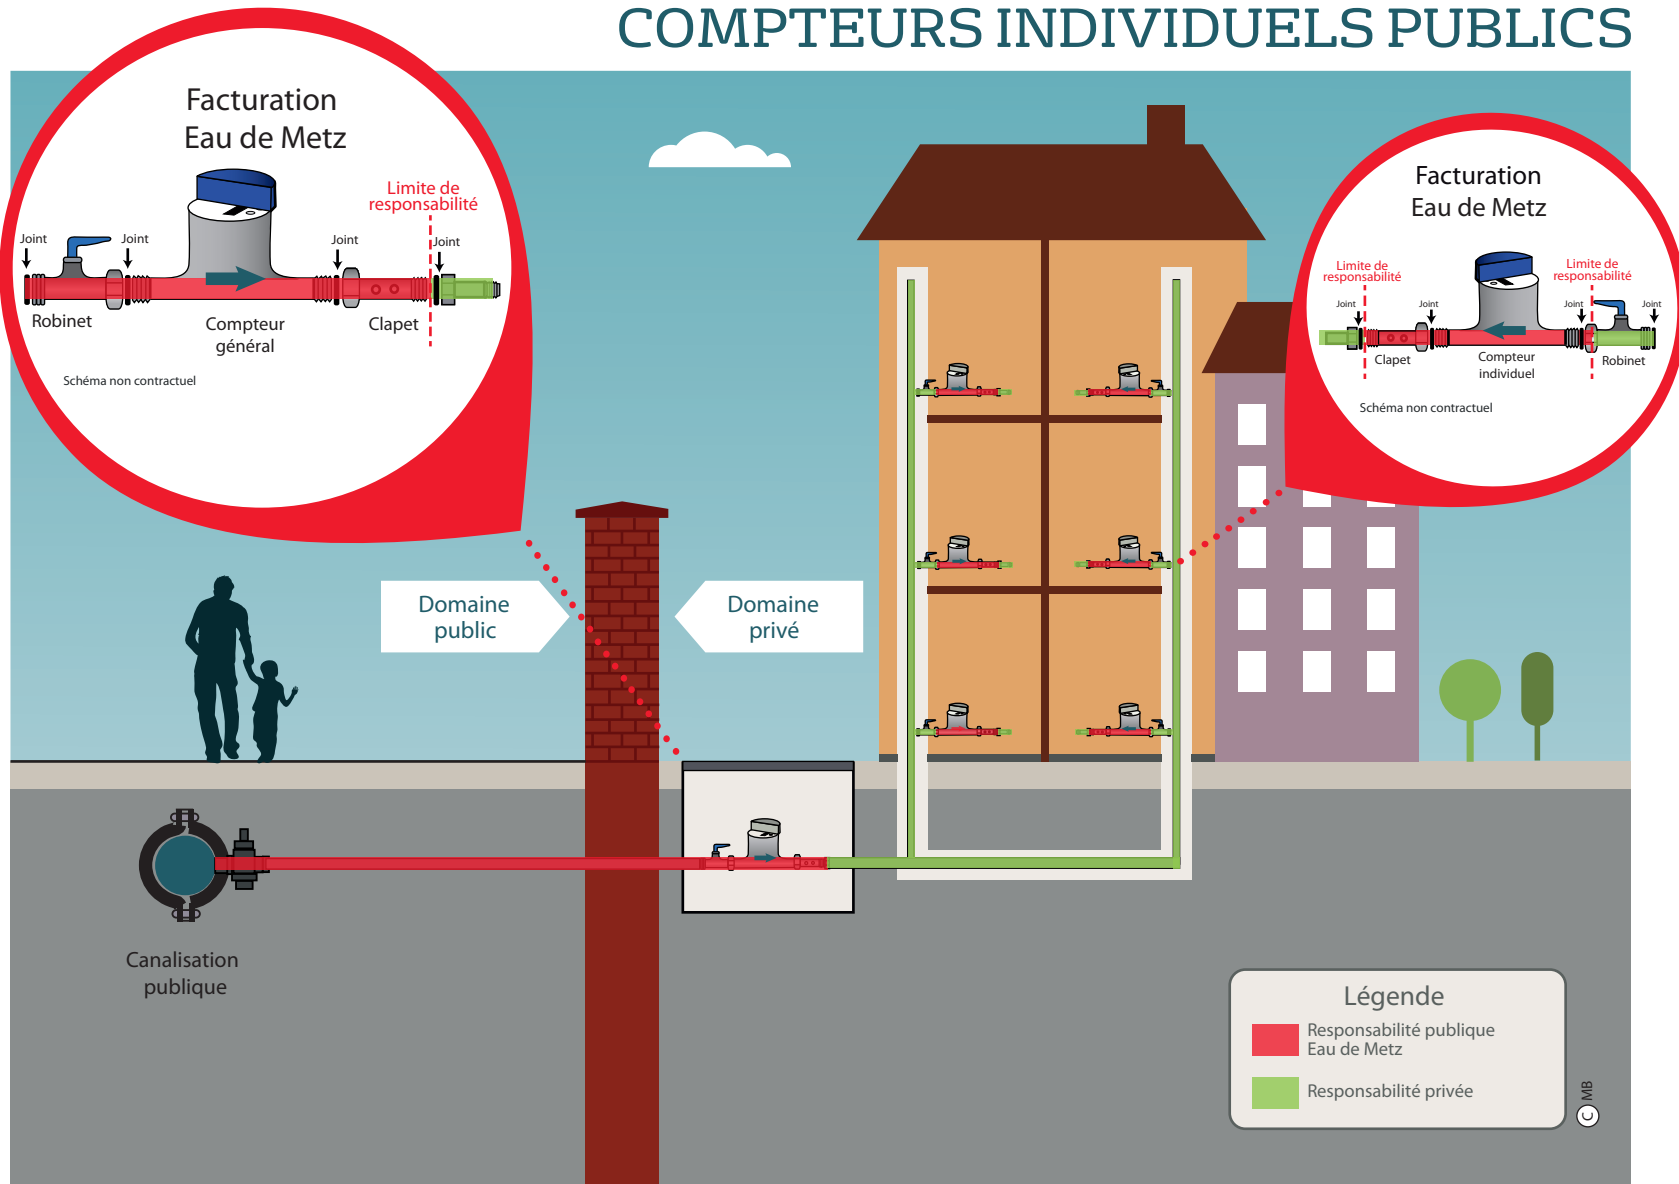 COMPTEURS INDIVIDUELS PUBLICS
Facturation
Eau de Metz
Limite de
responsabilité
Joint
Joint
Joint
Joint
Robinet
Compteur
général
Clapet
Schéma non contractuel
Facturation
Eau de Metz
Limite de
responsabilité
Limite de
responsabilité
Joint
Joint
Joint
Joint
Clapet
Compteur
individuel
Robinet
Schéma non contractuel
Domaine
public
Domaine
privé
Canalisation
publique
Légende
Responsabilité publique
Eau de Metz
Responsabilité privée
C MB